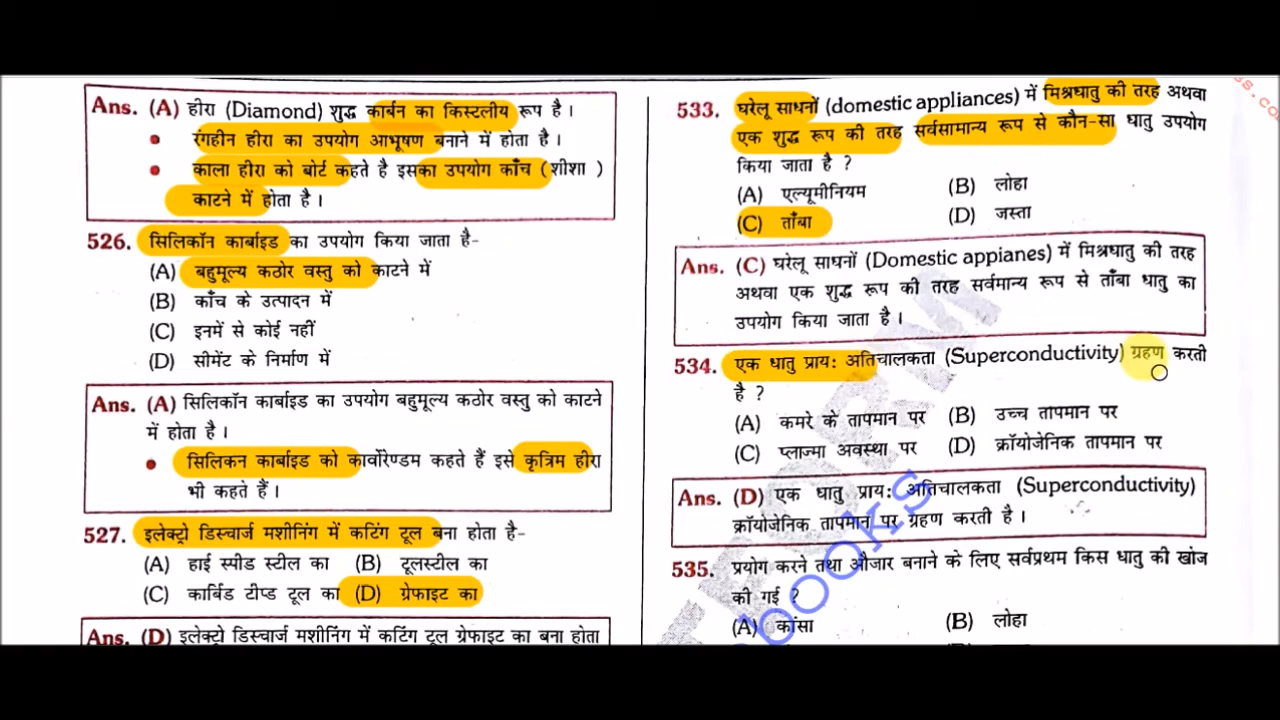 Ans. (A) हीरा (Diamond) शुद्ध कार्बन का किस्टलीय रूप है।
• रंगहीन हीरा का उपयोग आभूषण बनाने में होता है।
• काला हीरा को बोर्ट कहते है इसका उपयोग काँच (शीशा )
काटने में होता है।
526. सिलिकॉन कार्बाइड का उपयोग किया जाता है-
(A) बहुमूल्य कठोर वस्तु को काटने में
(B) काँच के उत्पादन में
(C) इनमें से कोई नहीं
(D) सीमेंट के निर्माण में
Ans. (A) सिलिकॉन कार्बाइड का उपयोग बहुमूल्य कठोर वस्तु को काटने
में होता है।
• सिलिकन कार्बाइड को कार्वोरेण्डम कहते हैं इसे कृत्रिम हीरा
भी कहते हैं।
527. इलेक्ट्रो डिस्चार्ज मशीनिंग में कटिंग टूल बना होता है-
(A) हाई स्पीड स्टील का (B) टूलस्टील का
(C) कार्बिड टीप्ड टूल का (D) ग्रेफाइट का
Ans. (D) इलेक्ट्रो डिस्चार्ज मशीनिंग में कटिंग टूल ग्रेफाइट का बना होता
533. घरेलू साधनों (domestic appliances) में मिश्रधातु की तरह अथवा
एक शुद्ध रूप की तरह सर्वसामान्य रूप से कौन-सा धातु उपयोग
किया जाता है ?
(A) एल्यूमीनियम (B) लोहा
(C) ताँबा (D) जस्ता
Ans. (C) घरेलू साधनों (Domestic appianes) में मिश्रधातु की तरह
अथवा एक शुद्ध रूप की तरह सर्वमान्य रूप से ताँबा धातु का
उपयोग किया जाता है।
534. एक धातु प्राय: अतिचालकता (Superconductivity) ग्रहण करती
है ?
(A) कमरे के तापमान पर (B) उच्च तापमान पर
(C) प्लाज्मा अवस्था पर (D) क्रॉयोजेनिक तापमान पर
Ans. (D) एक धातु प्राय: अतिचालकता (Superconductivity)
क्रॉयोजेनिक तापमान पर ग्रहण करती है।
535. प्रयोग करने तथा औजार बनाने के लिए सर्वप्रथम किस धातु की खोज
की गई ?
(A) कांसा (B) लोहा